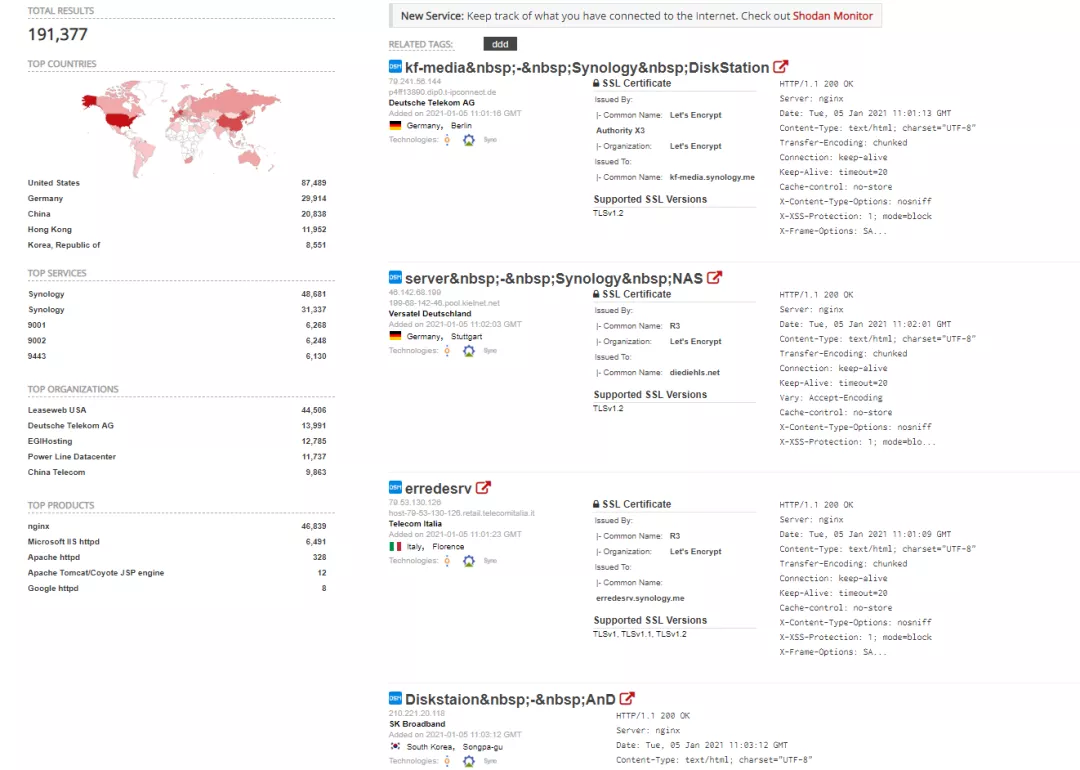 TOTAL RESULTS
191,377
TOP COUNTRIES
United States 87,489
Germany 29,914
China 20,838
Hong Kong 11,952
Korea, Republic of 8,551
TOP SERVICES
Synology 48,681
Synology 31,337
9001 6,268
9002 6,248
9443 6,130
TOP ORGANIZATIONS
Leaseweb USA 44,506
Deutsche Telekom AG 13,991
EGIHosting 12,785
Power Line Datacenter 11,737
China Telecom 9,863
TOP PRODUCTS
nginx 46,839
Microsoft IIS httpd 6,491
Apache httpd 328
Apache Tomcat/Coyote JSP engine 12
Google httpd 8
New Service: Keep track of what you have connected to the Internet. Check out Shodan Monitor
RELATED TAGS: ddd
DSM kf-media&nbsp;-&nbsp;Synology&nbsp;DiskStation
79.241.56.144
p4ff13890.dip0.t-ipconnect.de
Deutsche Telekom AG
Added on 2021-01-05 11:01:16 GMT
Germany, Berlin
Technologies:
SSL Certificate
Issued By:
|- Common Name: Let's Encrypt
Authority X3
|- Organization: Let's Encrypt
Issued To:
|- Common Name: kf-media.synology.me
Supported SSL Versions
TLSv1.2
HTTP/1.1 200 OK
Server: nginx
Date: Tue, 05 Jan 2021 11:01:13 GMT
Content-Type: text/html; charset="UTF-8"
Transfer-Encoding: chunked
Connection: keep-alive
Keep-Alive: timeout=20
Cache-control: no-store
X-Content-Type-Options: nosniff
X-XSS-Protection: 1; mode=block
X-Frame-Options: SA...
DSM server&nbsp;-&nbsp;Synology&nbsp;NAS
46.142.68.199
199-68-142-46.pool.kielnet.net
Versatel Deutschland
Added on 2021-01-05 11:02:03 GMT
Germany, Stuttgart
Technologies:
SSL Certificate
Issued By:
|- Common Name: R3
|- Organization: Let's Encrypt
Issued To:
|- Common Name: diediehls.net
Supported SSL Versions
TLSv1.2
HTTP/1.1 200 OK
Server: nginx
Date: Tue, 05 Jan 2021 11:02:01 GMT
Content-Type: text/html; charset="UTF-8"
Transfer-Encoding: chunked
Connection: keep-alive
Keep-Alive: timeout=20
Vary: Accept-Encoding
Cache-control: no-store
X-Content-Type-Options: nosniff
X-XSS-Protection: 1; mode=blo...
DSM erredesrv
79.53.130.126
host-79-53-130-126.retail.telecomitalia.it
Telecom Italia
Added on 2021-01-05 11:01:23 GMT
Italy, Florence
Technologies:
SSL Certificate
Issued By:
|- Common Name: R3
|- Organization: Let's Encrypt
Issued To:
|- Common Name:
erredesrv.synology.me
Supported SSL Versions
TLSv1, TLSv1.1, TLSv1.2
HTTP/1.1 200 OK
Server: nginx
Date: Tue, 05 Jan 2021 11:01:09 GMT
Content-Type: text/html; charset="UTF-8"
Transfer-Encoding: chunked
Connection: keep-alive
Keep-Alive: timeout=20
Cache-control: no-store
X-Content-Type-Options: nosniff
X-XSS-Protection: 1; mode=block
X-Frame-Options: SA...
DSM Diskstaion&nbsp;-&nbsp;AnD
210.221.20.118
SK Broadband
Added on 2021-01-05 11:03:12 GMT
South Korea, Songpa-gu
Technologies:
HTTP/1.1 200 OK
Server: nginx
Date: Tue, 05 Jan 2021 11:03:12 GMT
Content-Type: text/html; charset="UTF-8"